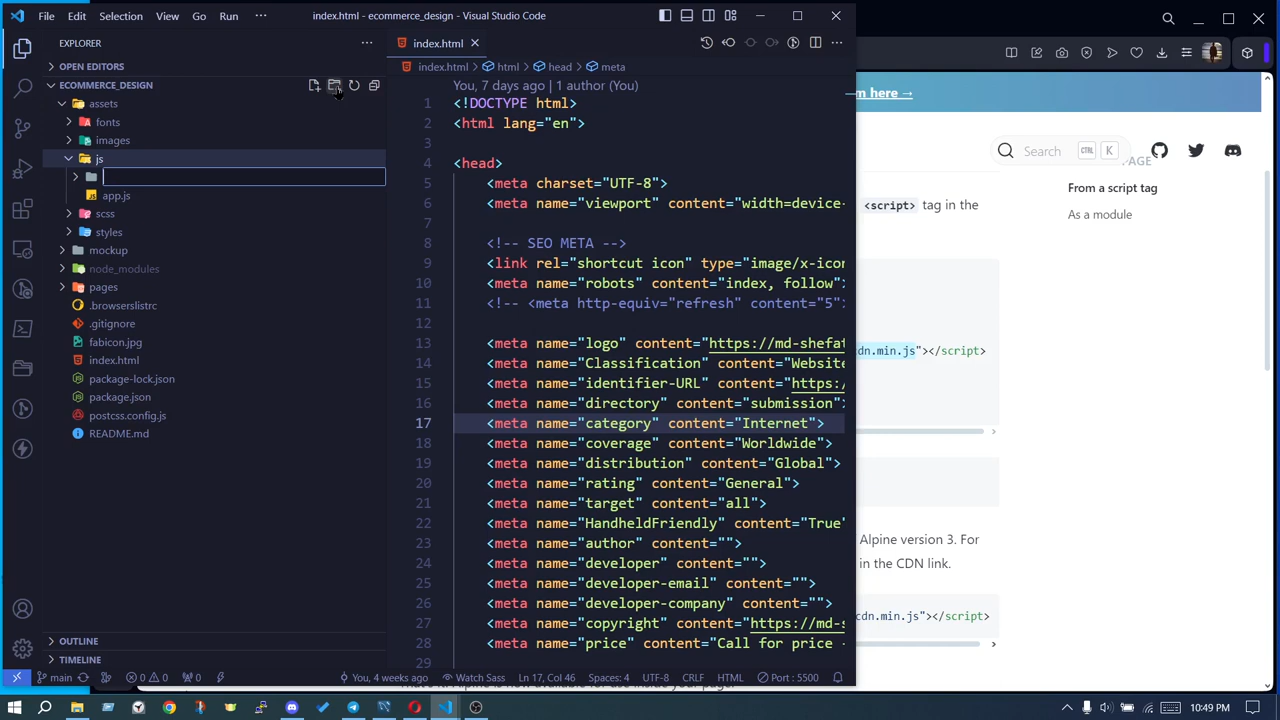 File Edit Selection View Go Run ··· index.html - ecommerce_design - Visual Studio Code
EXPLORER ···
OPEN EDITORS
ECOMMERCE_DESIGN
assets
fonts
images
js
app.js
scss
styles
mockup
node_modules
pages
.browserslistrc
.gitignore
fabicon.jpg
index.html
package-lock.json
package.json
postcss.config.js
README.md
OUTLINE
TIMELINE
index.html
index.html > html > head > meta
You, 7 days ago | 1 author (You)
1 <!DOCTYPE html>
2 <html lang="en">
3
4 <head>
5 <meta charset="UTF-8">
6 <meta name="viewport" content="width=device-
7
8 <!-- SEO META -->
9 <link rel="shortcut icon" type="image/x-icon
10 <meta name="robots" content="index, follow">
11 <!-- <meta http-equiv="refresh" content="5">
12
13 <meta name="logo" content="https://md-shefat
14 <meta name="Classification" content="Website
15 <meta name="identifier-URL" content="https:/
16 <meta name="directory" content="submission">
17 <meta name="category" content="Internet">
18 <meta name="coverage" content="Worldwide">
19 <meta name="distribution" content="Global">
20 <meta name="rating" content="General">
21 <meta name="target" content="all">
22 <meta name="HandheldFriendly" content="True"
23 <meta name="author" content="">
24 <meta name="developer" content="">
25 <meta name="developer-email" content="">
26 <meta name="developer-company" content="">
27 <meta name="copyright" content="https://md-s
28 <meta name="price" content="Call for price -
29
main 0 0 0 You, 4 weeks ago Watch Sass Ln 17, Col 46 Spaces: 4 UTF-8 CRLF HTML Port : 5500
m here →
Search CTRL K
PAGE
From a script tag
As a module
<script> tag in the
cdn.min.js"></script>
Alpine version 3. For
in the CDN link.
cdn.min.js"></script>
10:49 PM